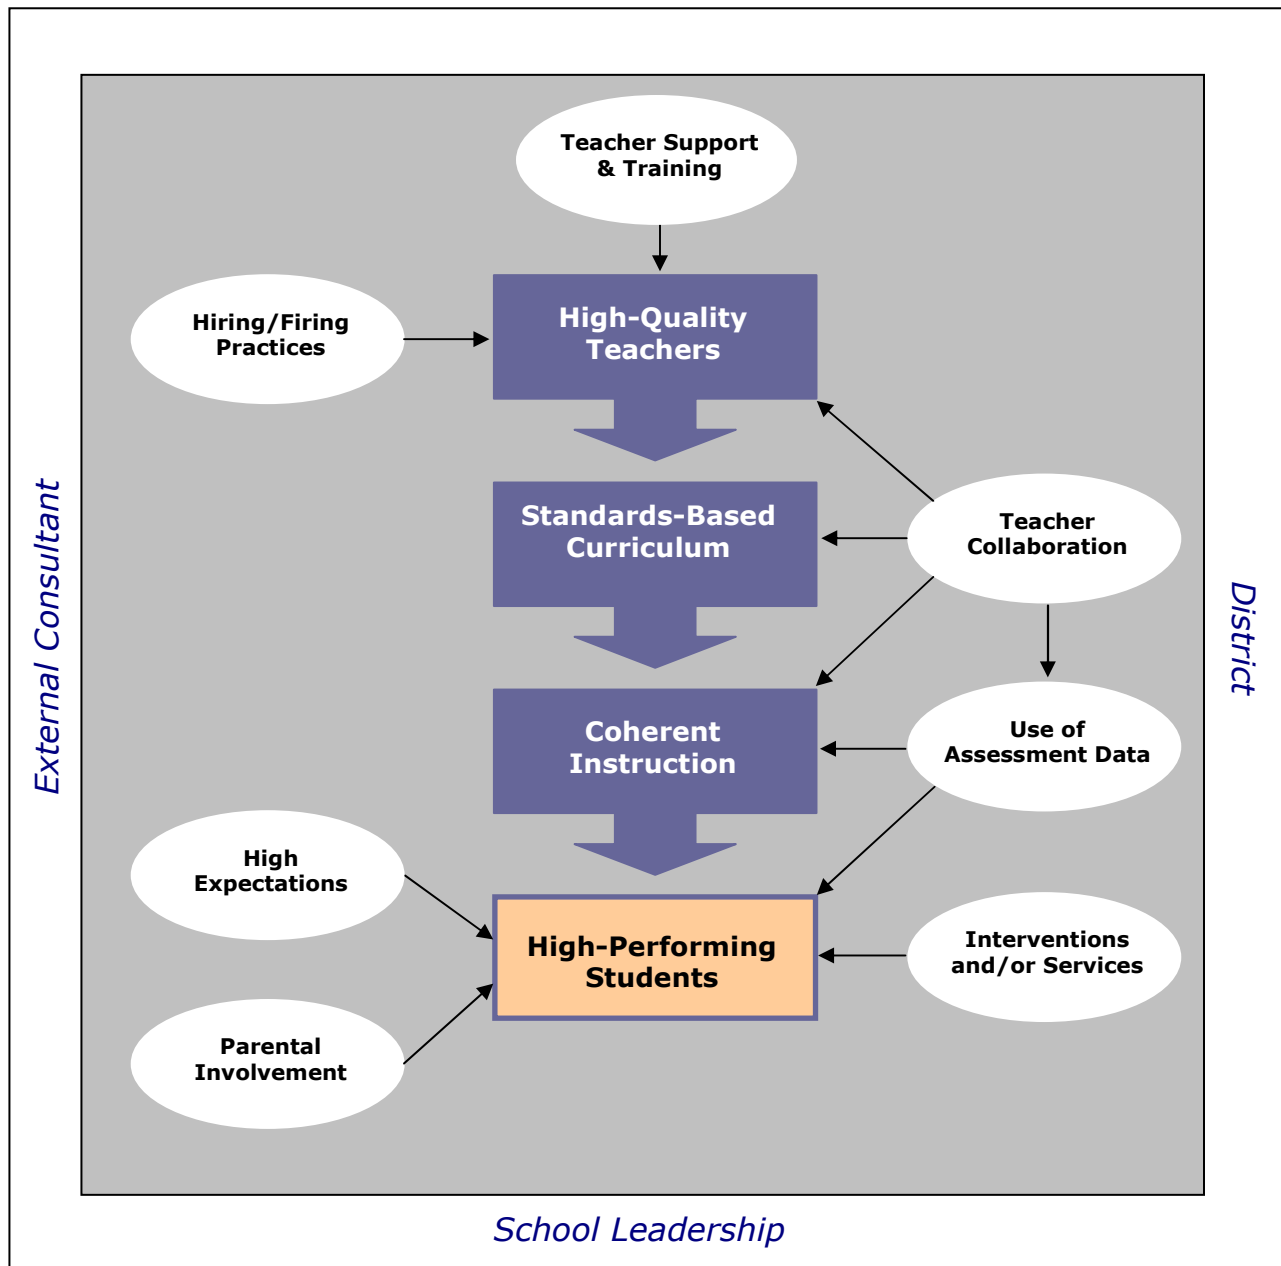 Teacher Support
& Training
Hiring/Firing
Practices
High-Quality
Teachers
Standards-Based
Curriculum
Teacher
Collaboration
External Consultant
District
Coherent
Instruction
Use of
Assessment Data
High
Expectations
High-Performing
Students
Interventions
and/or Services
Parental
Involvement
School Leadership